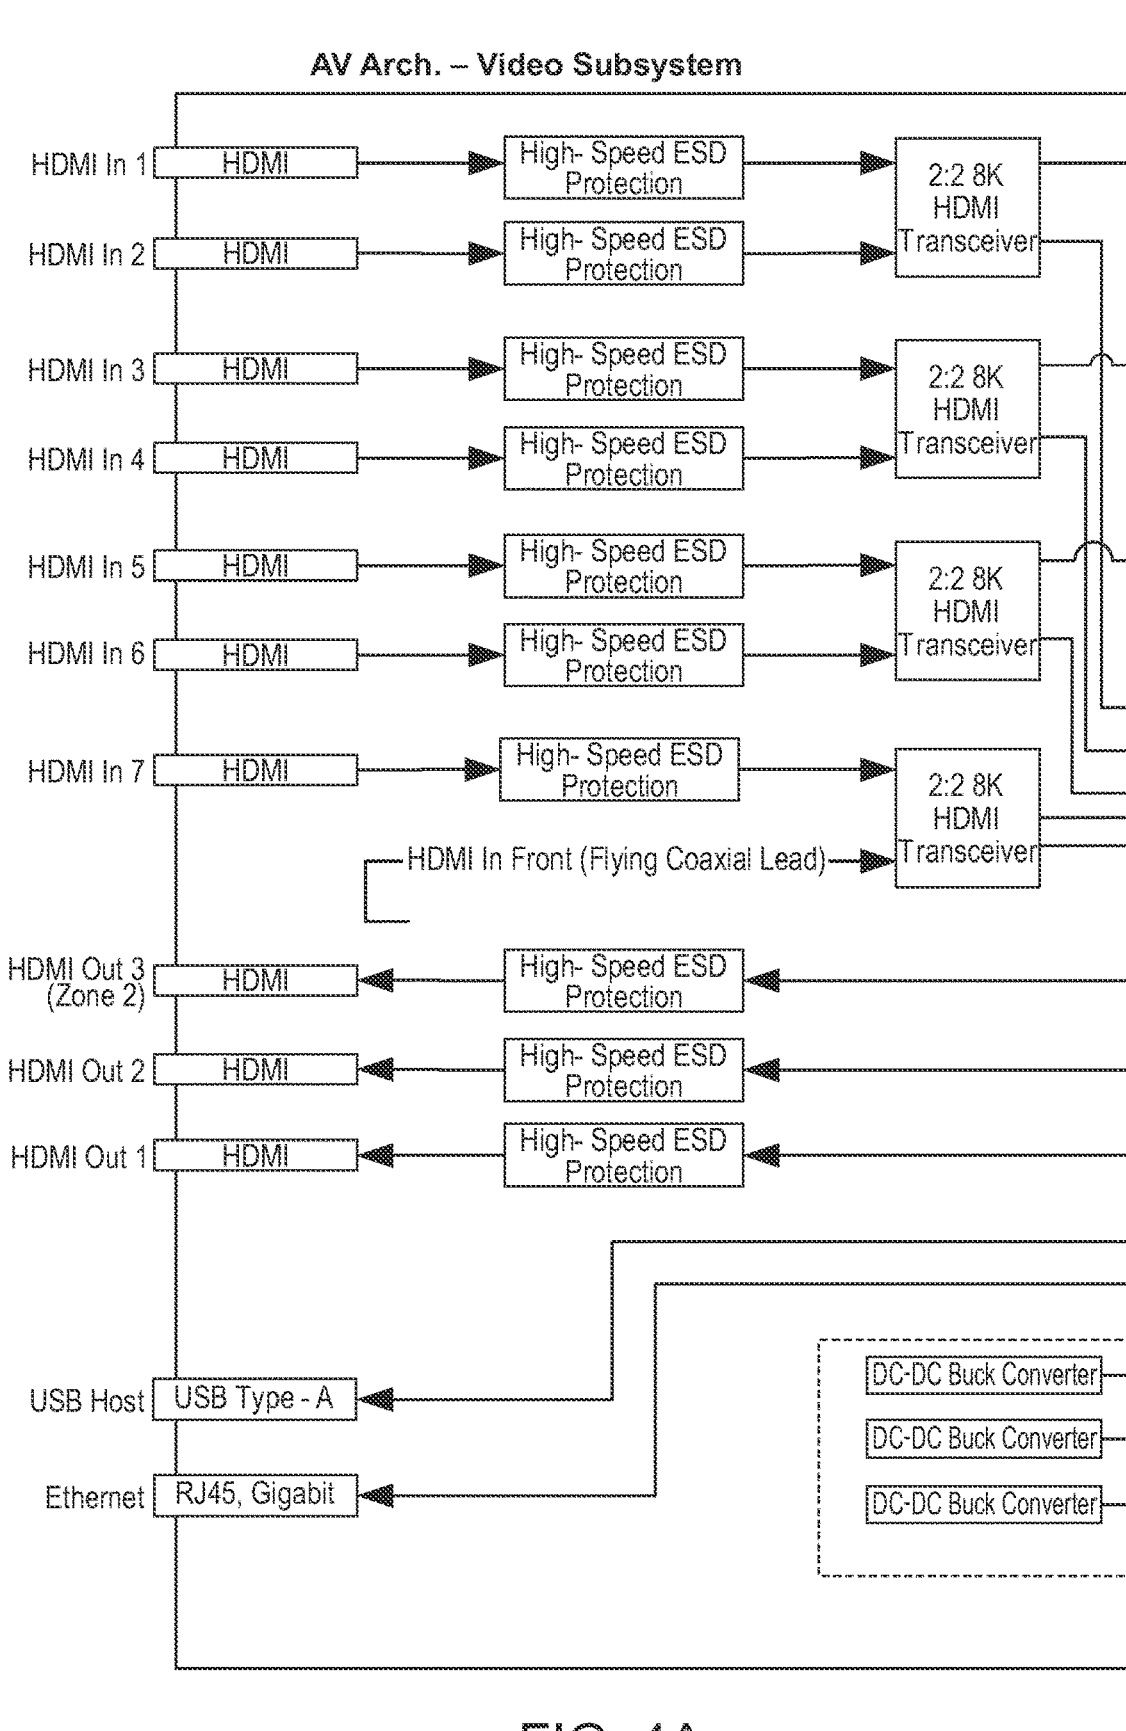 AV Arch. – Video Subsystem
HDMI In 1
HDMI
High- Speed ESD
Protection
2:2 8K
HDMI
Transceiver
HDMI In 2
HDMI
High- Speed ESD
Protection
HDMI In 3
HDMI
High- Speed ESD
Protection
2:2 8K
HDMI
Transceiver
HDMI In 4
HDMI
High- Speed ESD
Protection
HDMI In 5
HDMI
High- Speed ESD
Protection
2:2 8K
HDMI
Transceiver
HDMI In 6
HDMI
High- Speed ESD
Protection
HDMI In 7
HDMI
High- Speed ESD
Protection
2:2 8K
HDMI
Transceiver
HDMI In Front (Flying Coaxial Lead)
HDMI Out 3
(Zone 2)
HDMI
High- Speed ESD
Protection
HDMI Out 2
HDMI
High- Speed ESD
Protection
HDMI Out 1
HDMI
High- Speed ESD
Protection
DC-DC Buck Converter
USB Host
USB Type - A
DC-DC Buck Converter
Ethernet
RJ45, Gigabit
DC-DC Buck Converter
FIG. 4A